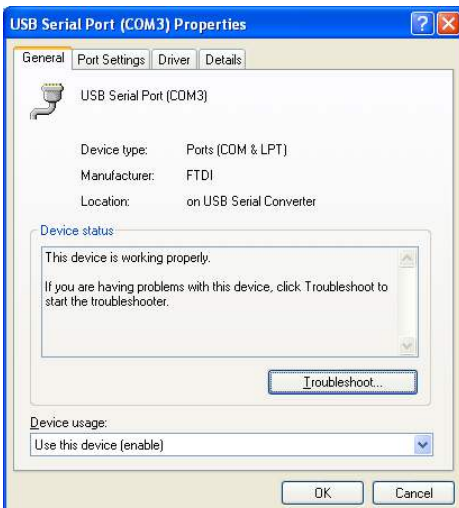 USB Serial Port (COM3) Properties
General Port Settings Driver Details
USB Serial Port (COM3)
Device type: Ports (COM & LPT)
Manufacturer: FTDI
Location: on USB Serial Converter
Device status
This device is working properly.
If you are having problems with this device, click Troubleshoot to
start the troubleshooter.
Troubleshoot...
Device usage:
Use this device (enable)
OK Cancel